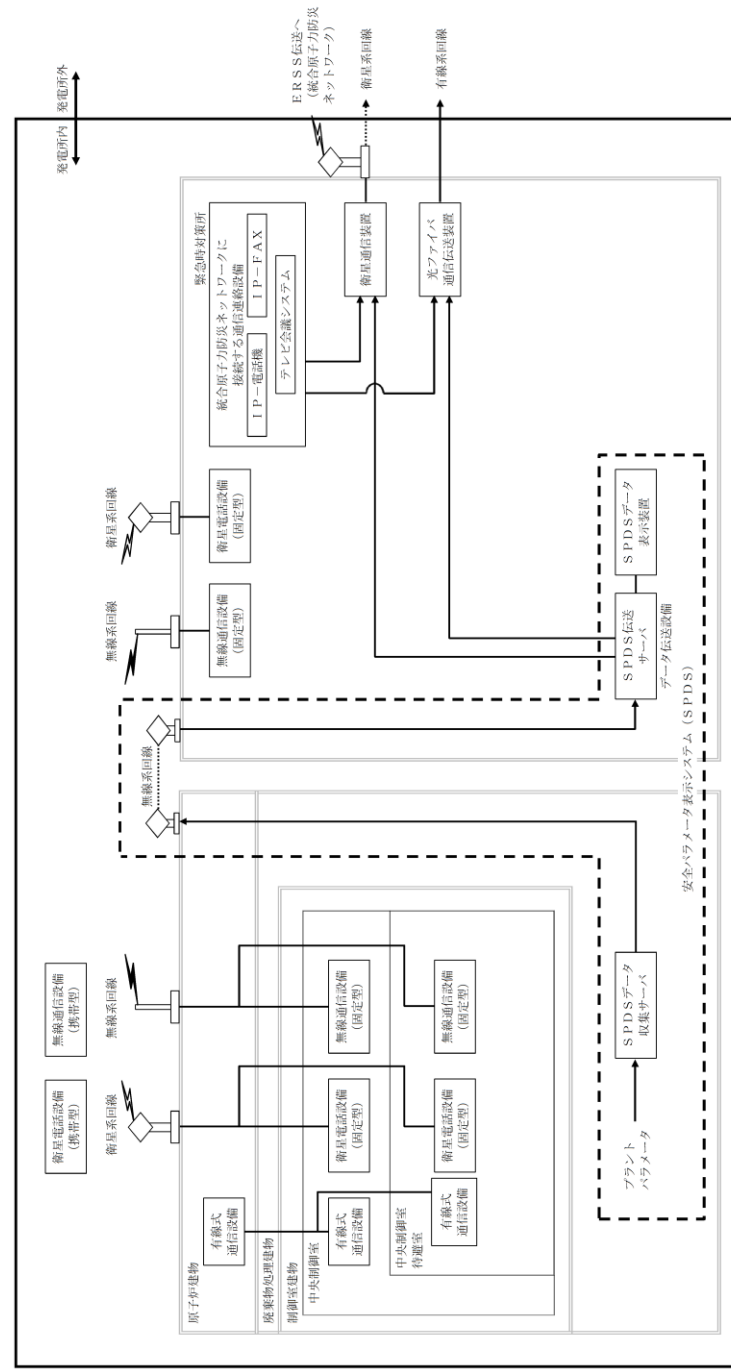 発電所内
発電所外
無線通信設備
(携帯型)
衛星電話設備
(携帯型)
無線系回線
衛星系回線
原子炉建物
有線式
通信設備
廃棄物処理建物
制御室建物
中央制御室
有線式
通信設備
衛星電話設備
(固定型)
無線通信設備
(固定型)
中央制御室
待避室
有線式
通信設備
衛星電話設備
(固定型)
無線通信設備
(固定型)
プラント
パラメータ
SPDSデータ
収集サーバ
無線系回線
安全パラメータ表示システム(SPDS)
無線系回線
無線通信設備
(固定型)
衛星系回線
衛星電話設備
(固定型)
SPDS伝送
サーバ
データ伝送設備
SPDSデータ
表示装置
緊急時対策所
統合原子力防災ネットワークに
接続する通信連絡設備
IP-電話機
IP-FAX
テレビ会議システム
衛星通信装置
光ファイバ
通信伝送装置
ERSS伝送へ
(統合原子力防災
ネットワーク)
衛星系回線
有線系回線